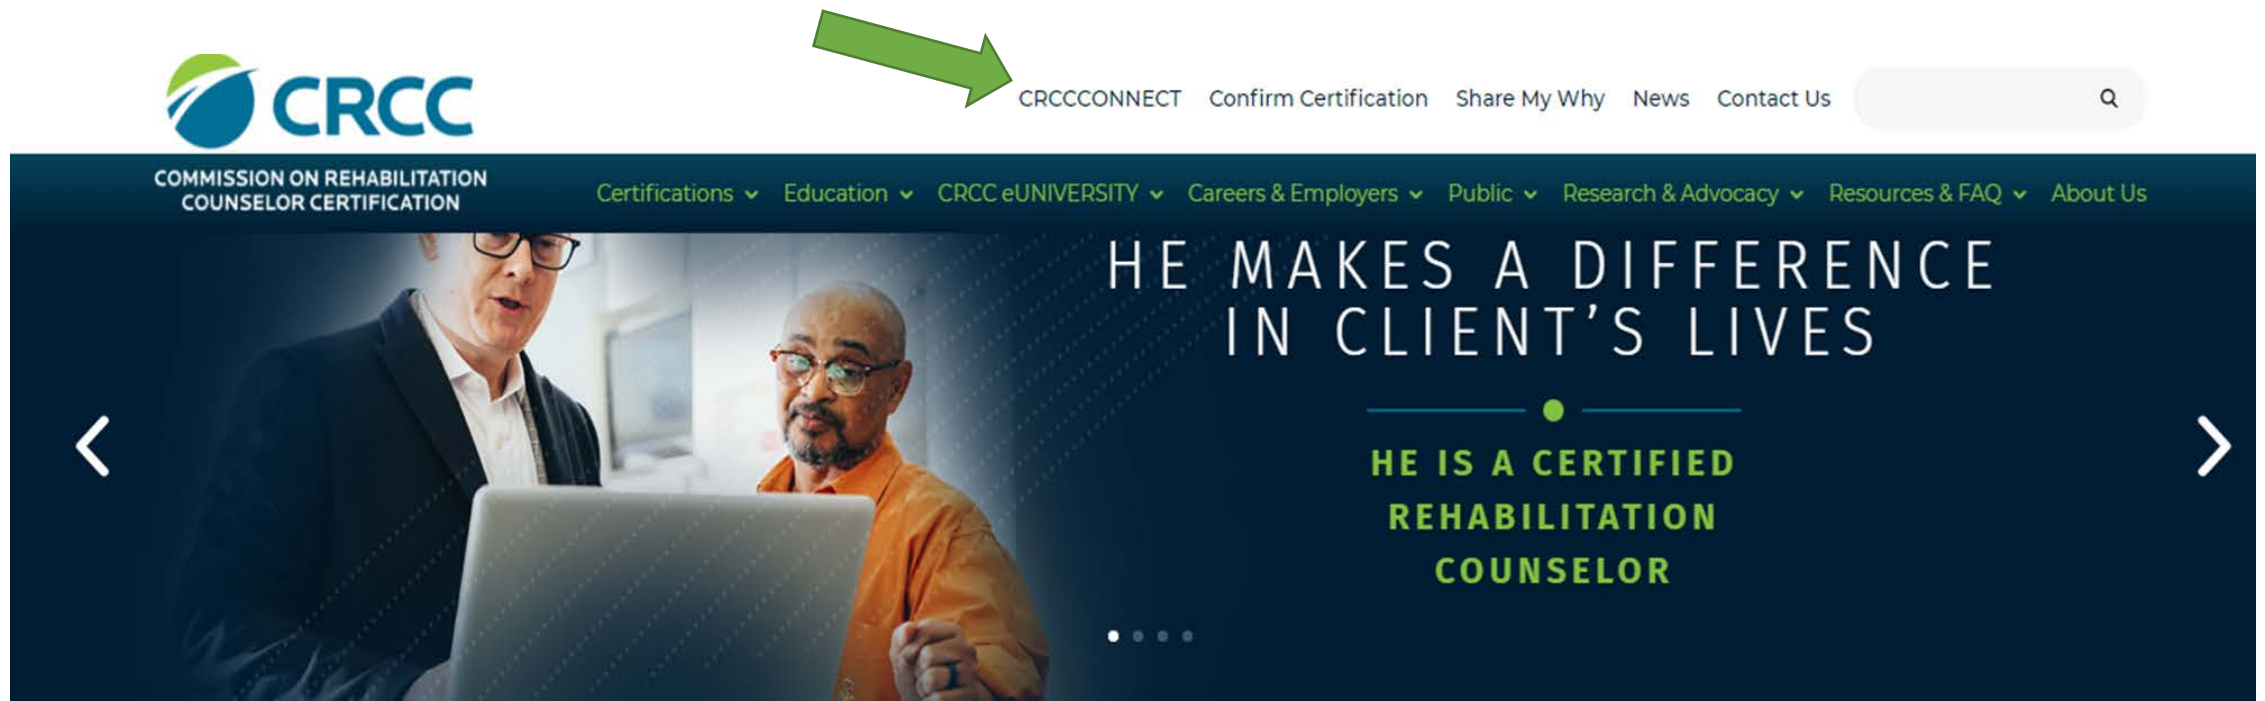 CRCC
CRCCCONNECT Confirm Certification Share My Why News Contact Us
COMMISSION ON REHABILITATION
COUNSELOR CERTIFICATION
Certifications Education CRCC eUNIVERSITY Careers & Employers Public Research & Advocacy Resources & FAQ About Us
HE MAKES A DIFFERENCE
IN CLIENT'S LIVES
HE IS A CERTIFIED
REHABILITATION
COUNSELOR